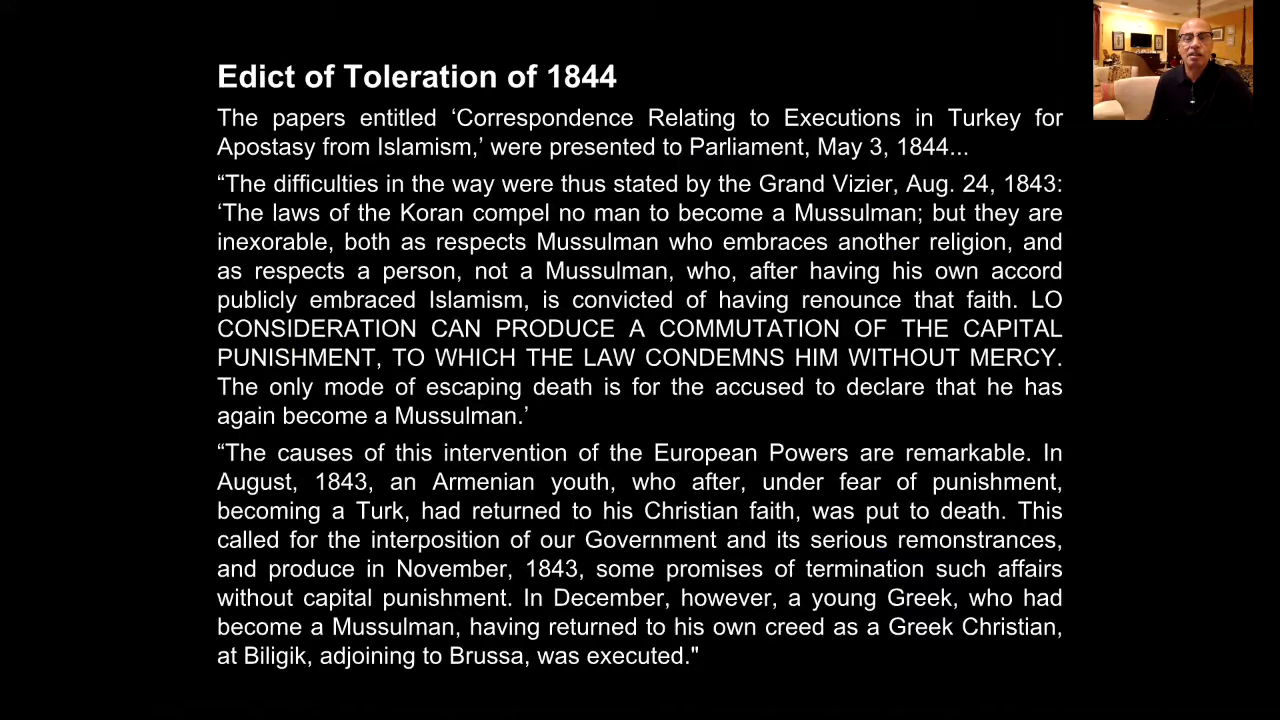 Edict of Toleration of 1844
The papers entitled ‘Correspondence Relating to Executions in Turkey for
Apostasy from Islamism,’ were presented to Parliament, May 3, 1844...
“The difficulties in the way were thus stated by the Grand Vizier, Aug. 24, 1843:
‘The laws of the Koran compel no man to become a Mussulman; but they are
inexorable, both as respects Mussulman who embraces another religion, and
as respects a person, not a Mussulman, who, after having his own accord
publicly embraced Islamism, is convicted of having renounce that faith. LO
CONSIDERATION CAN PRODUCE A COMMUTATION OF THE CAPITAL
PUNISHMENT, TO WHICH THE LAW CONDEMNS HIM WITHOUT MERCY.
The only mode of escaping death is for the accused to declare that he has
again become a Mussulman.’
“The causes of this intervention of the European Powers are remarkable. In
August, 1843, an Armenian youth, who after, under fear of punishment,
becoming a Turk, had returned to his Christian faith, was put to death. This
called for the interposition of our Government and its serious remonstrances,
and produce in November, 1843, some promises of termination such affairs
without capital punishment. In December, however, a young Greek, who had
become a Mussulman, having returned to his own creed as a Greek Christian,
at Biligik, adjoining to Brussa, was executed."